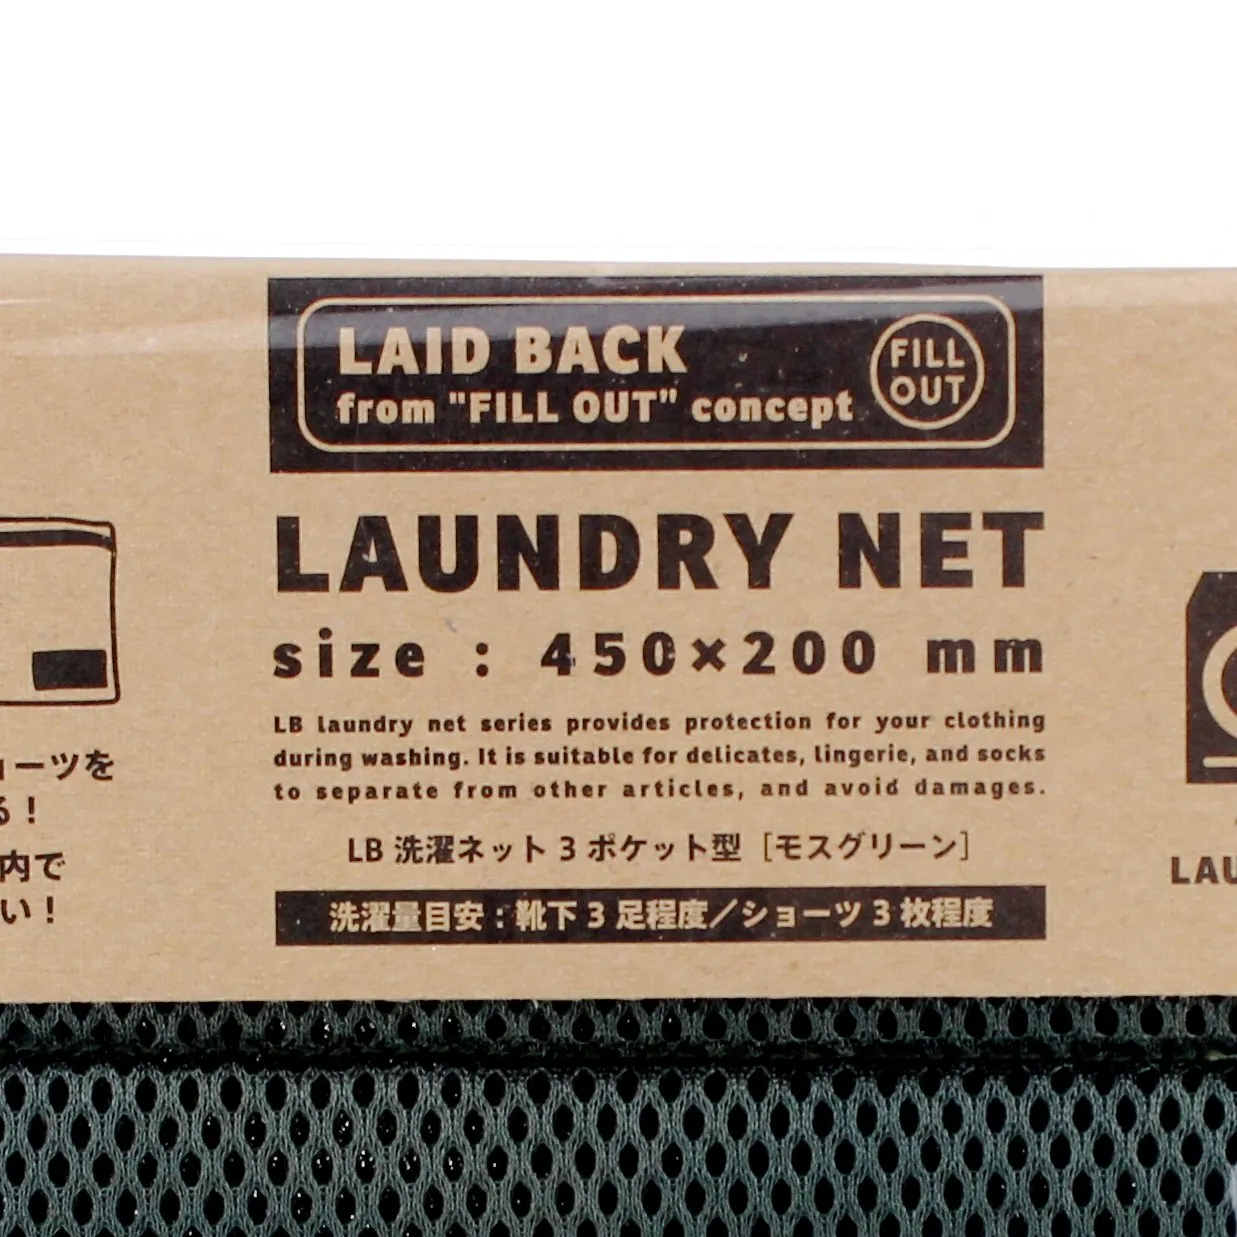 LAID BACK
from "FILL OUT" concept
FILL
OUT
LAUNDRY NET
size : 450×200 mm
LB laundry net series provides protection for your clothing
during washing. It is suitable for delicates, lingerie, and socks
to separate from other articles, and avoid damages.
LB 洗濯ネット 3 ポケット型 [モスグリーン]
洗濯量目安:靴下 3 足程度/ショーツ 3 枚程度
ョーツを
る!
内で
い!
LAU